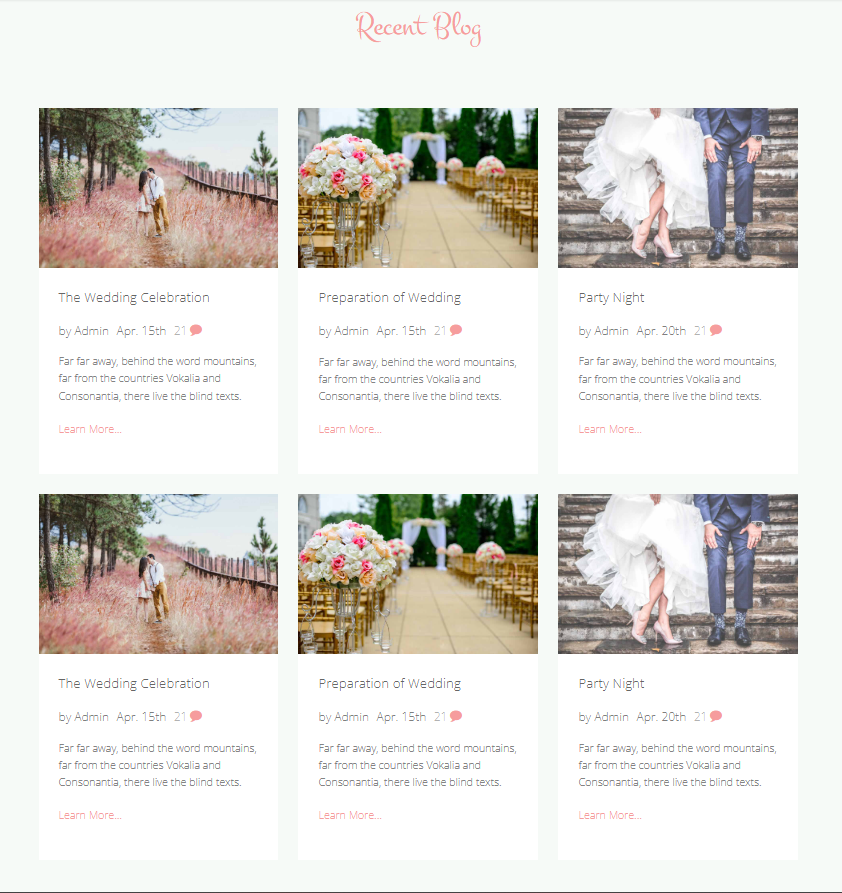 Recent Blog
The Wedding Celebration
by Admin Apr. 15th 21
Far far away, behind the word mountains,
far from the countries Vokalia and
Consonantia, there live the blind texts.
Learn More...
Preparation of Wedding
by Admin Apr. 15th 21
Far far away, behind the word mountains,
far from the countries Vokalia and
Consonantia, there live the blind texts.
Learn More...
Party Night
by Admin Apr. 20th 21
Far far away, behind the word mountains,
far from the countries Vokalia and
Consonantia, there live the blind texts.
Learn More...
The Wedding Celebration
by Admin Apr. 15th 21
Far far away, behind the word mountains,
far from the countries Vokalia and
Consonantia, there live the blind texts.
Learn More...
Preparation of Wedding
by Admin Apr. 15th 21
Far far away, behind the word mountains,
far from the countries Vokalia and
Consonantia, there live the blind texts.
Learn More...
Party Night
by Admin Apr. 20th 21
Far far away, behind the word mountains,
far from the countries Vokalia and
Consonantia, there live the blind texts.
Learn More...